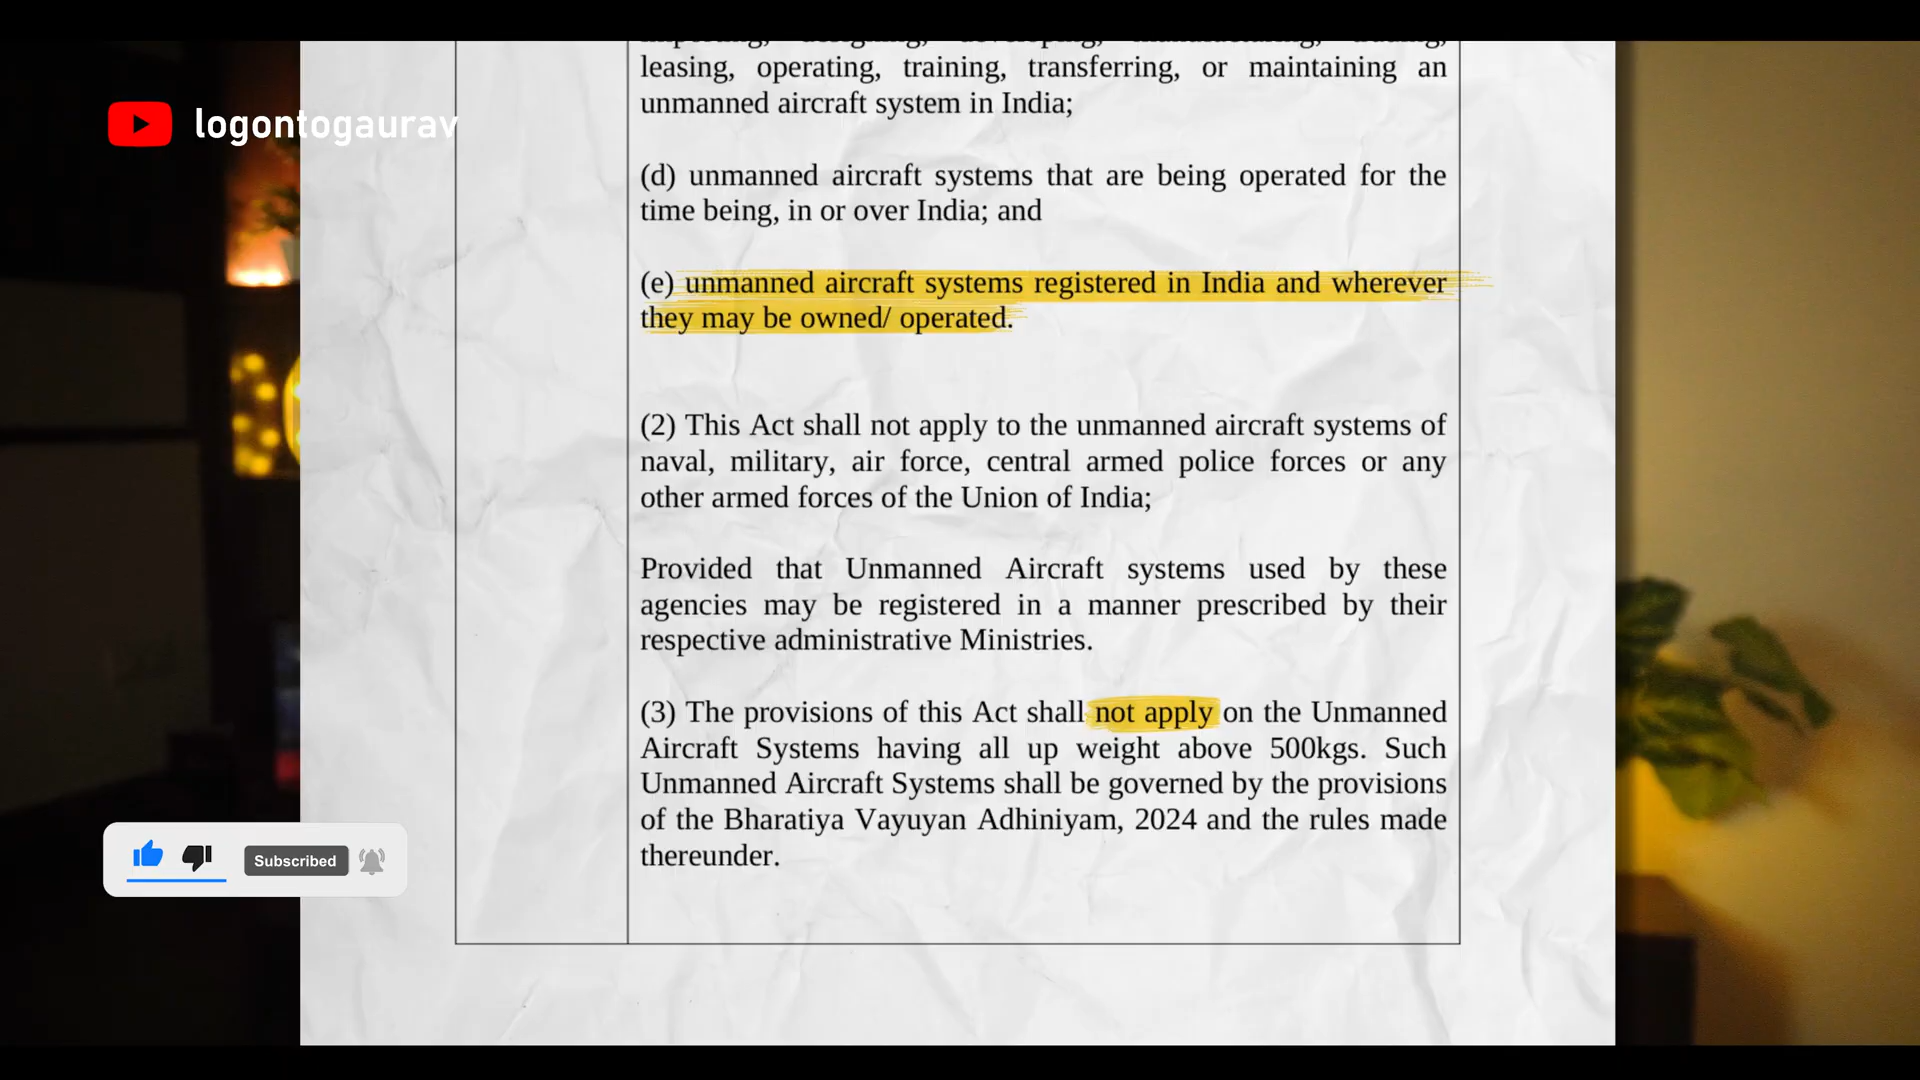 importing, designing, developing, manufacturing, trading,
leasing, operating, training, transferring, or maintaining an
unmanned aircraft system in India;
logontogaurav
(d) unmanned aircraft systems that are being operated for the
time being, in or over India; and
(e) unmanned aircraft systems registered in India and wherever
they may be owned/ operated.
(2) This Act shall not apply to the unmanned aircraft systems of
naval, military, air force, central armed police forces or any
other armed forces of the Union of India;
Provided that Unmanned Aircraft systems used by these
agencies may be registered in a manner prescribed by their
respective administrative Ministries.
(3) The provisions of this Act shall not apply on the Unmanned
Aircraft Systems having all up weight above 500kgs. Such
Unmanned Aircraft Systems shall be governed by the provisions
of the Bharatiya Vayuyan Adhiniyam, 2024 and the rules made
thereunder.
Subscribed